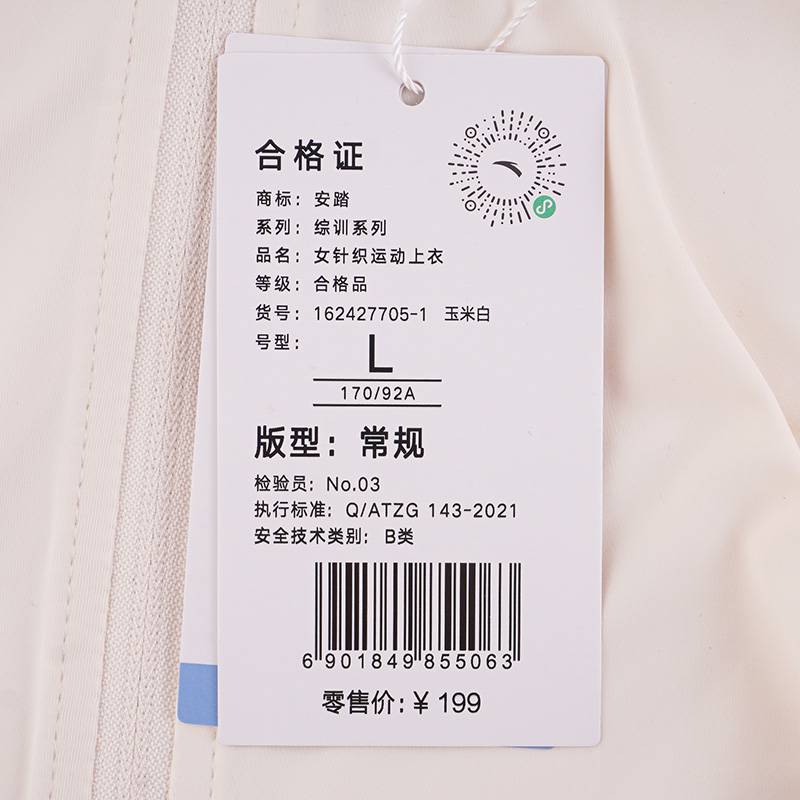 合格证
商标：安踏
系列：综训系列
品名：女针织运动上衣
等级：合格品
货号：162427705-1 玉米白
号型：L
170/92A
版型：常规
检验员：No.03
执行标准：Q/ATZG 143-2021
安全技术类别：B类
6 901849 855063
零售价：¥ 199